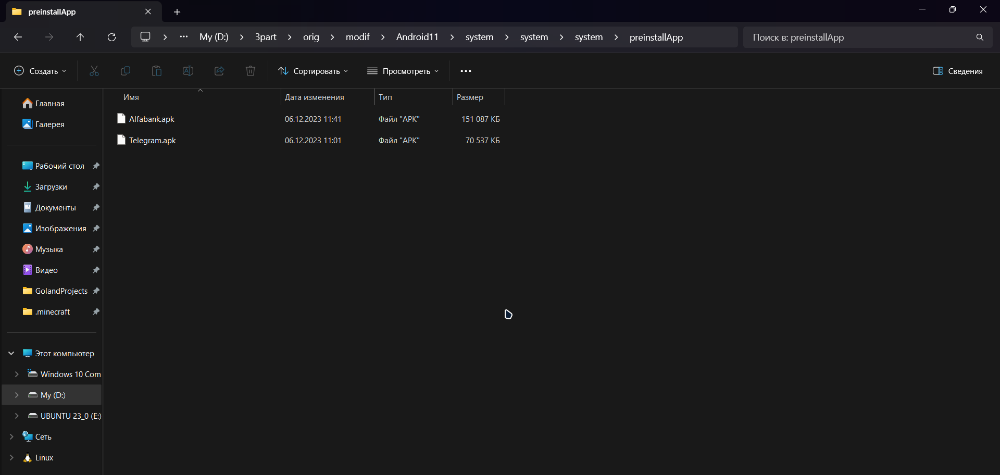 preinstallApp
My (D:) > 3part > orig > modif > Android11 > system > system > system > preinstallApp
Поиск в: preinstallApp
Создать
Сортировать
Просмотреть
Сведения
Имя Дата изменения Тип Размер
Alfabank.apk 06.12.2023 11:41 Файл "APK" 151 087 КБ
Telegram.apk 06.12.2023 11:01 Файл "APK" 70 537 КБ
Главная
Галерея
Рабочий стол
Загрузки
Документы
Изображения
Музыка
Видео
GolandProjects
.minecraft
Этот компьютер
Windows 10 Com
My (D:)
UBUNTU 23_0 (E:)
Сеть
Linux